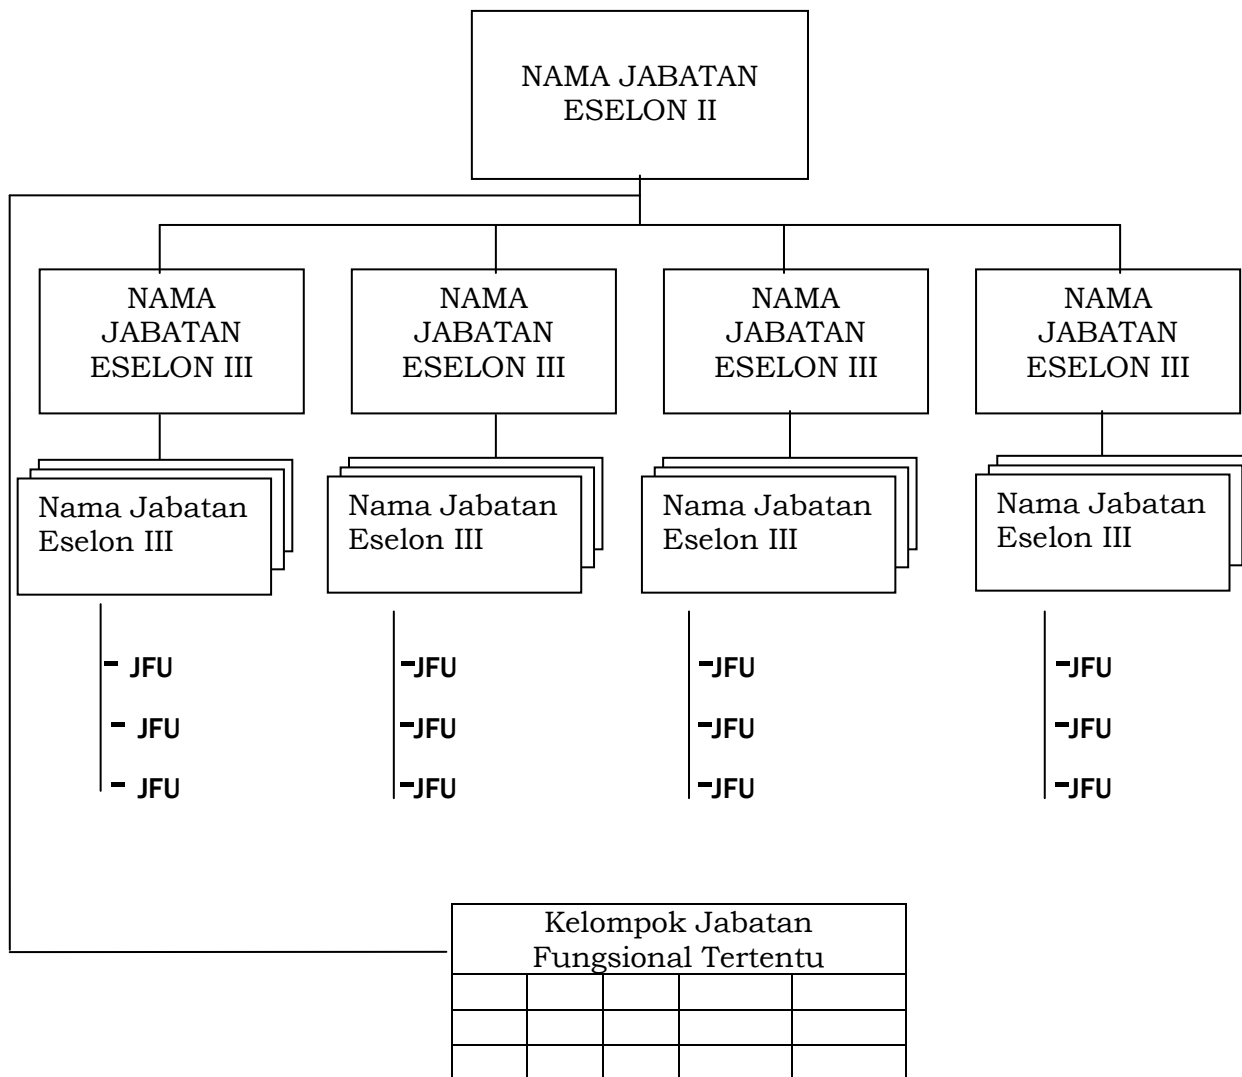 NAMA JABATAN
ESELON II
NAMA
JABATAN
ESELON III
NAMA
JABATAN
ESELON III
NAMA
JABATAN
ESELON III
NAMA
JABATAN
ESELON III
Nama Jabatan
Eselon III
Nama Jabatan
Eselon III
Nama Jabatan
Eselon III
Nama Jabatan
Eselon III
- JFU
- JFU
- JFU
-JFU
-JFU
-JFU
-JFU
-JFU
-JFU
-JFU
-JFU
-JFU
Kelompok Jabatan
Fungsional Tertentu